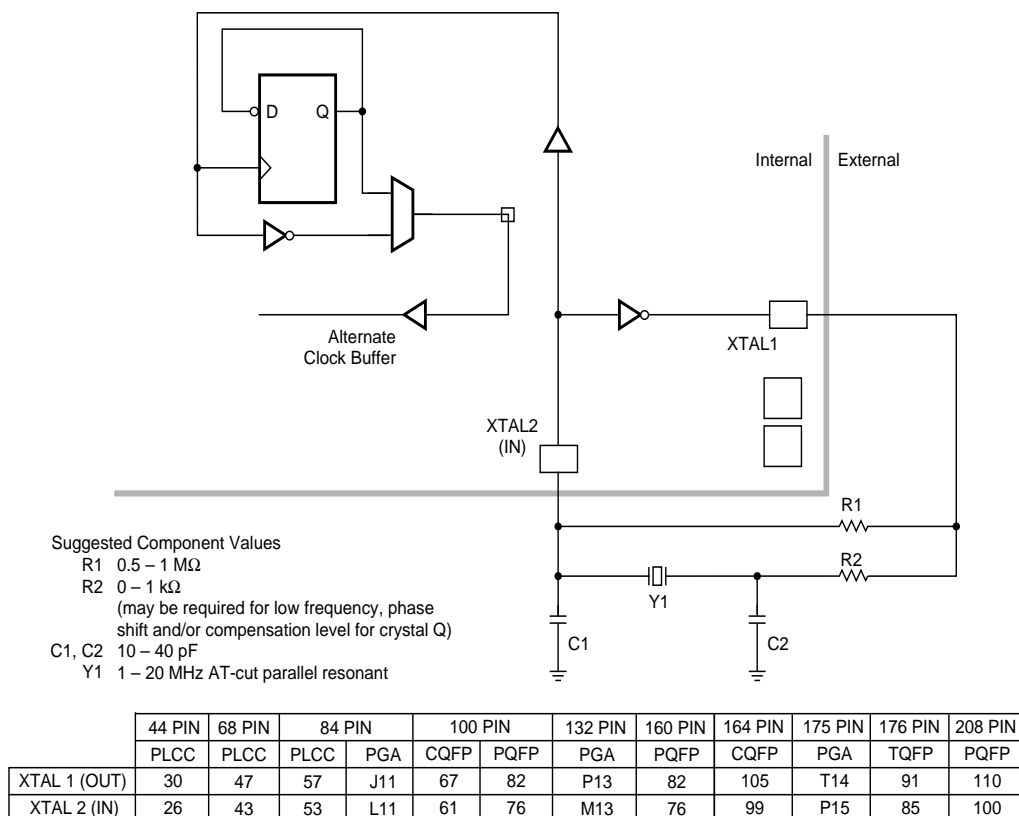 D Q
Internal External
Alternate
Clock Buffer
XTAL1
XTAL2
(IN)
R1
R2
Y1
C1
C2
Suggested Component Values
R1 0.5 – 1 MΩ
R2 0 – 1 kΩ
(may be required for low frequency, phase
shift and/or compensation level for crystal Q)
C1, C2 10 – 40 pF
Y1 1 – 20 MHz AT-cut parallel resonant
44 PIN 68 PIN 84 PIN 100 PIN 132 PIN 160 PIN 164 PIN 175 PIN 176 PIN 208 PIN
PLCC PLCC PLCC PGA CQFP PQFP PGA PQFP CQFP PGA TQFP PQFP
XTAL 1 (OUT) 30 47 57 J11 67 82 P13 82 105 T14 91 110
XTAL 2 (IN) 26 43 53 L11 61 76 M13 76 99 P15 85 100